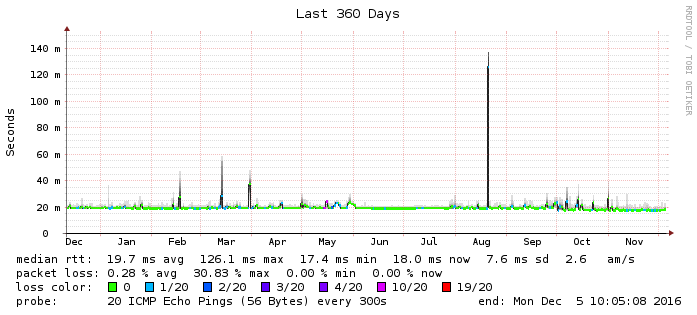 Last 360 Days
RRDTOOL / TOBI OETIKER
Seconds
140 m
120 m
100 m
80 m
60 m
40 m
20 m
0
Dec Jan Feb Mar Apr May Jun Jul Aug Sep Oct Nov
median rtt: 19.7 ms avg 126.1 ms max 17.4 ms min 18.0 ms now 7.6 ms sd 2.6 am/s
packet loss: 0.28 % avg 30.83 % max 0.00 % min 0.00 % now
loss color: 0 1/20 2/20 3/20 4/20 10/20 19/20
probe: 20 ICMP Echo Pings (56 Bytes) every 300s end: Mon Dec 5 10:05:08 2016